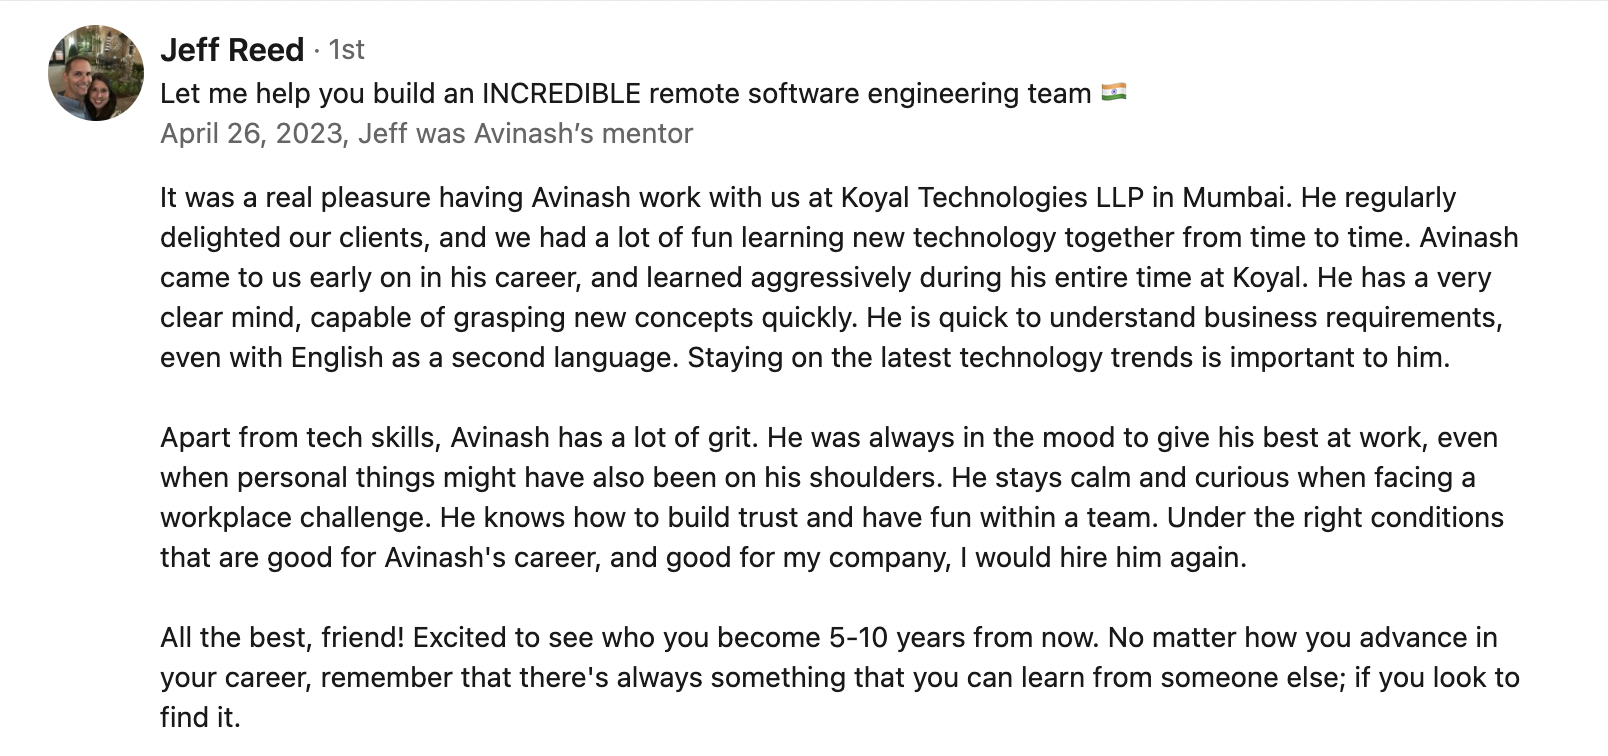 Jeff Reed · 1st
Let me help you build an INCREDIBLE remote software engineering team 🇮🇳
April 26, 2023, Jeff was Avinash’s mentor
It was a real pleasure having Avinash work with us at Koyal Technologies LLP in Mumbai. He regularly
delighted our clients, and we had a lot of fun learning new technology together from time to time. Avinash
came to us early on in his career, and learned aggressively during his entire time at Koyal. He has a very
clear mind, capable of grasping new concepts quickly. He is quick to understand business requirements,
even with English as a second language. Staying on the latest technology trends is important to him.
Apart from tech skills, Avinash has a lot of grit. He was always in the mood to give his best at work, even
when personal things might have also been on his shoulders. He stays calm and curious when facing a
workplace challenge. He knows how to build trust and have fun within a team. Under the right conditions
that are good for Avinash's career, and good for my company, I would hire him again.
All the best, friend! Excited to see who you become 5-10 years from now. No matter how you advance in
your career, remember that there's always something that you can learn from someone else; if you look to
find it.